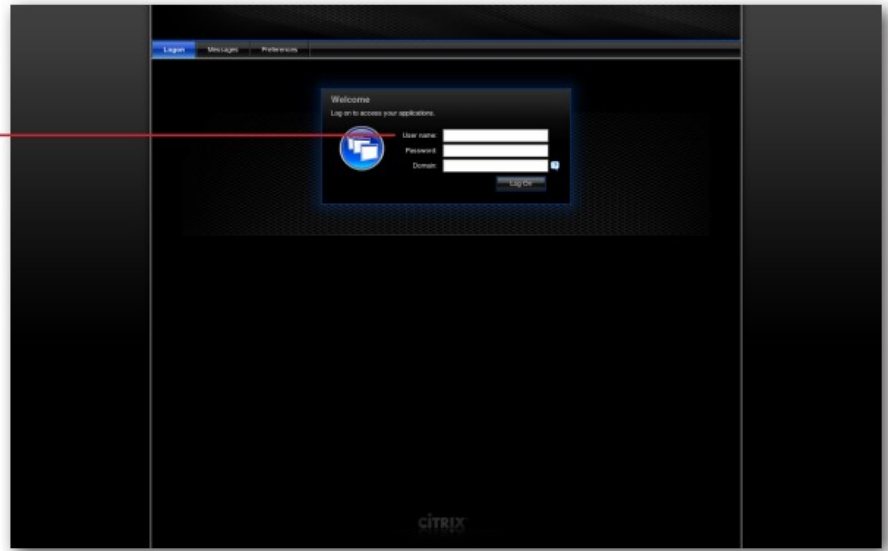 Logon Messages Preferences
Welcome
Log on to access your applications.
User name:
Password:
Domain:
Log On
CITRIX